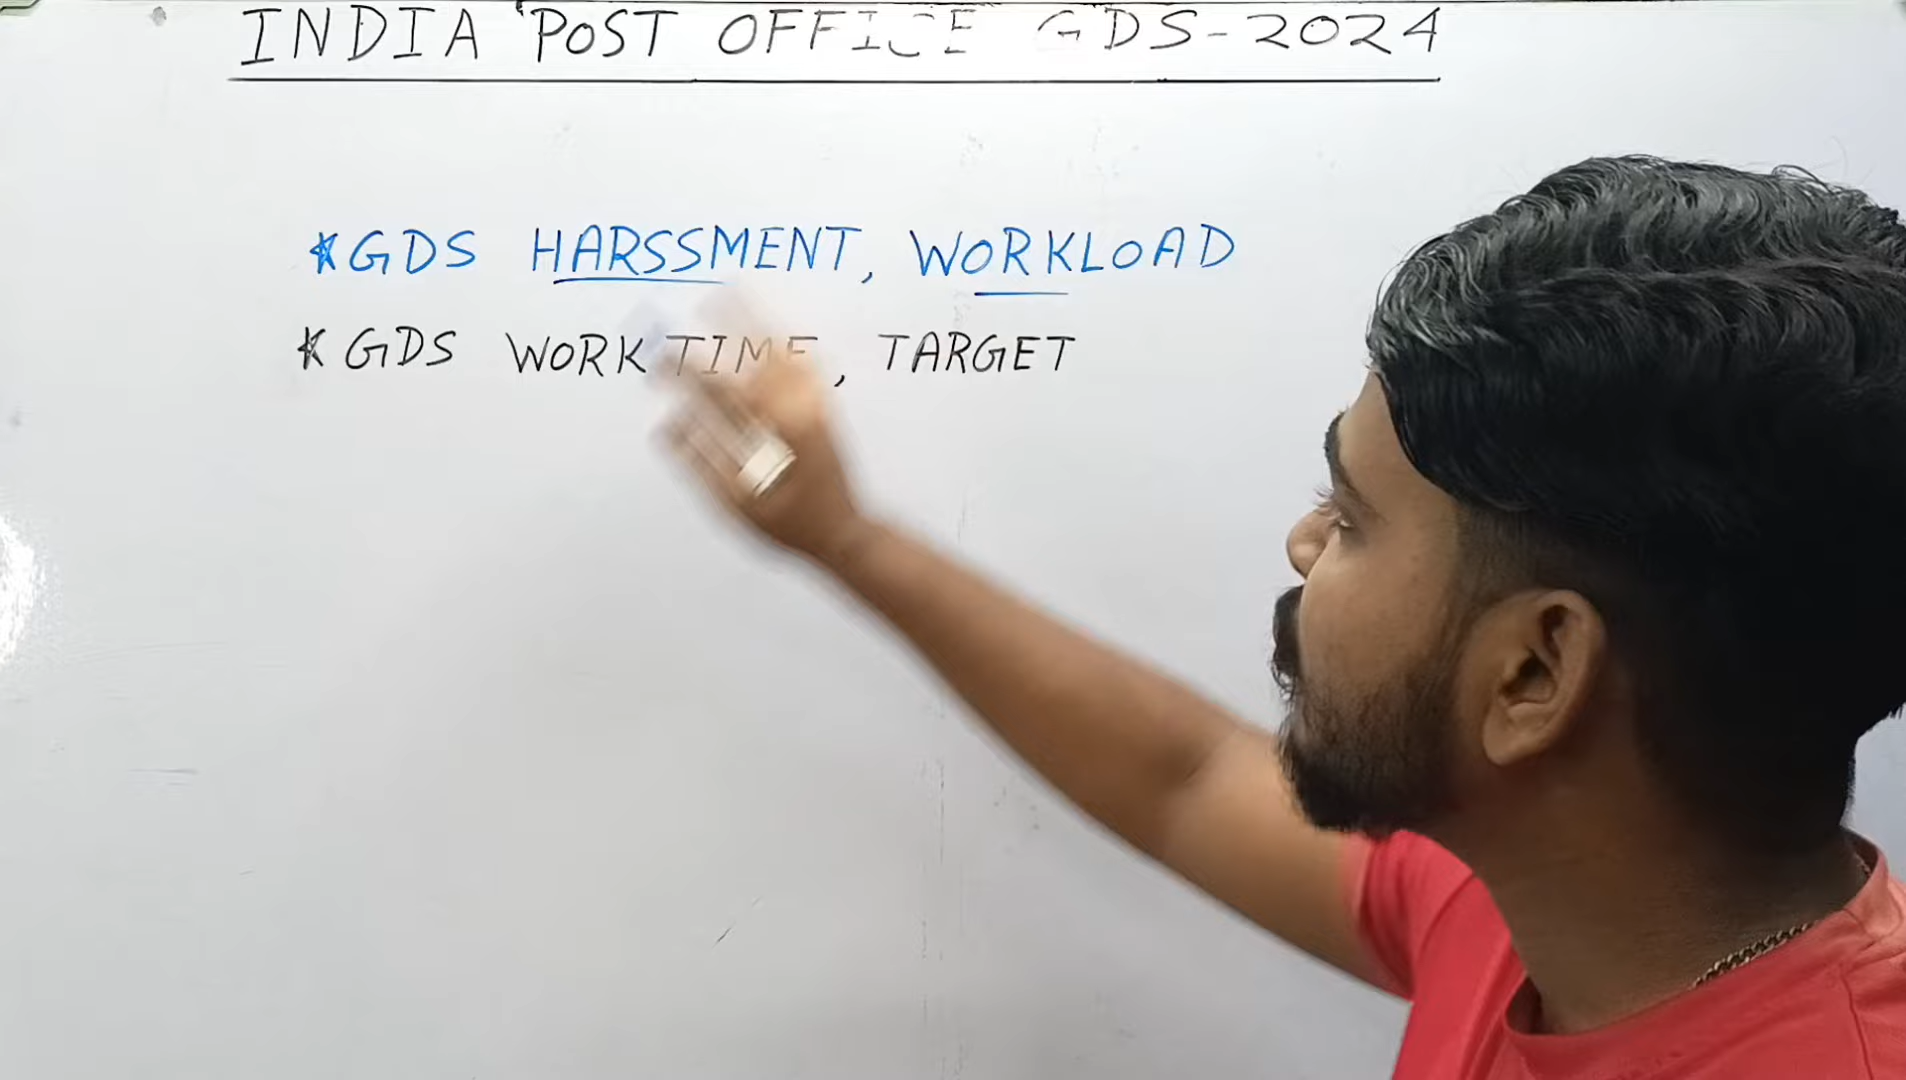 INDIA POST OFFICE GDS-2024
*GDS HARSSMENT, WORKLOAD
*GDS WORK TIME, TARGET